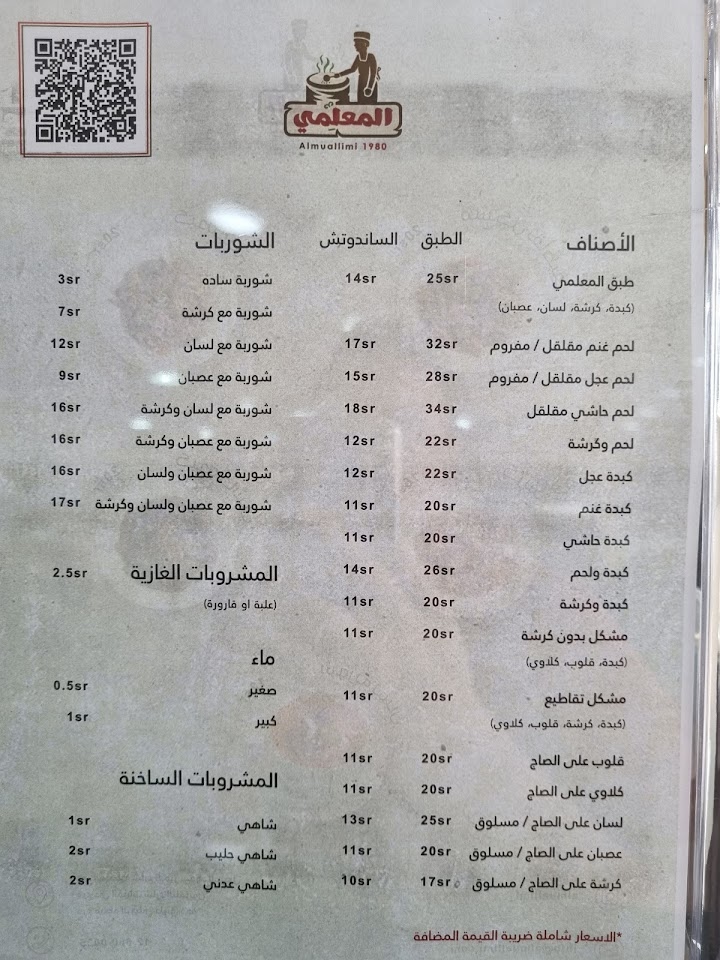 المعلمي
Almuallimi 1980
الأصناف الطبق الساندوتش
طبق المعلمي 25sr 14sr
(كبدة، كرشة، لسان، عصبان)
لحم غنم مقلقل / مفروم 32sr 17sr
لحم عجل مقلقل / مفروم 28sr 15sr
لحم حاشي مقلقل 34sr 18sr
لحم وكرشة 22sr 12sr
كبدة عجل 22sr 12sr
كبدة غنم 20sr 11sr
كبدة حاشي 20sr 11sr
كبدة ولحم 26sr 14sr
كبدة وكرشة 20sr 11sr
مشكل بدون كرشة 20sr 11sr
(كبدة، قلوب، كلاوي)
مشكل تقاطيع 20sr 11sr
(كبدة، كرشة، قلوب، كلاوي)
قلوب على الصاج 20sr 11sr
كلاوي على الصاج 20sr 11sr
لسان على الصاج / مسلوق 25sr 13sr
عصبان على الصاج / مسلوق 20sr 11sr
كرشة على الصاج / مسلوق 17sr 10sr
الشوربات
شوربة ساده 3sr
شوربة مع كرشة 7sr
شوربة مع لسان 12sr
شوربة مع عصبان 9sr
شوربة مع لسان وكرشة 16sr
شوربة مع عصبان وكرشة 16sr
شوربة مع عصبان ولسان 16sr
شوربة مع عصبان ولسان وكرشة 17sr
المشروبات الغازية 2.5sr
(علبة او قارورة)
ماء
صغير 0.5sr
كبير 1sr
المشروبات الساخنة
شاهي 1sr
شاهي حليب 2sr
شاهي عدني 2sr
*الاسعار شاملة ضريبة القيمة المضافة